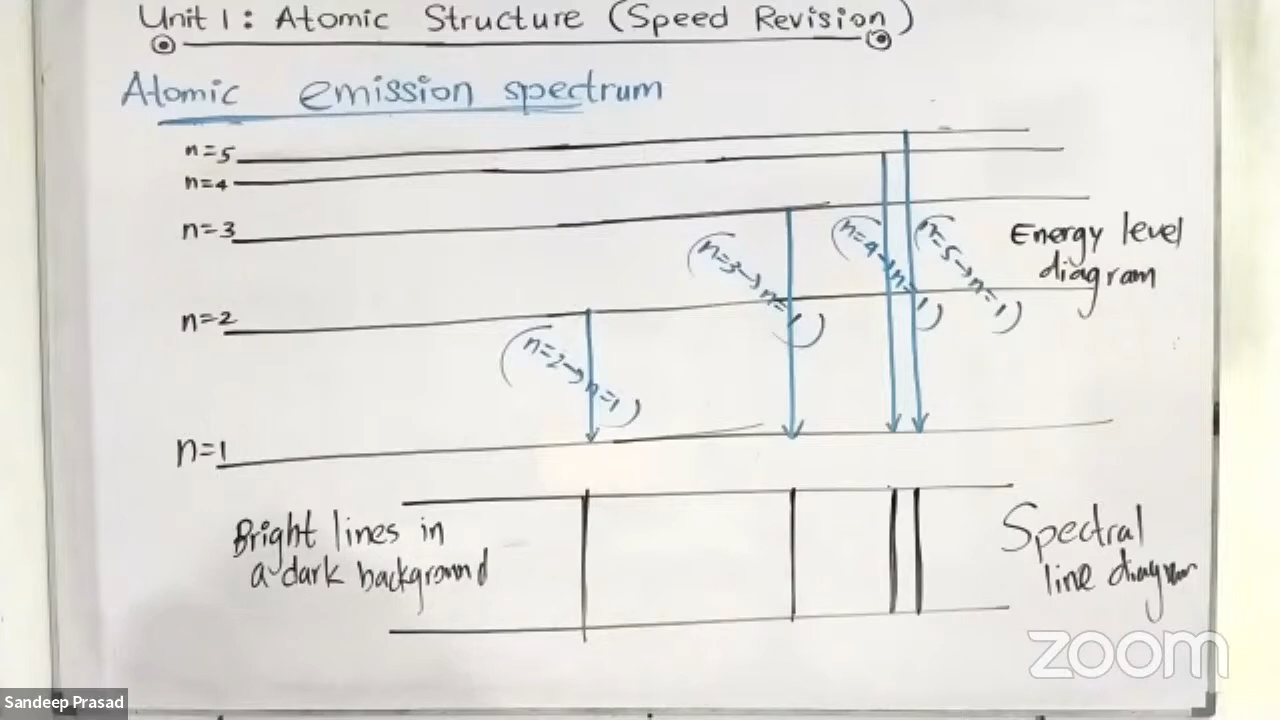 Unit 1: Atomic Structure (Speed Revision)
Atomic emission spectrum
n=5
n=4
n=3
n=2
n=1
(n=2→n=1)
(n=3→n=1)
(n=4→n=1)
(n=5→n=1)
Energy level
diagram
Bright lines in
a dark background
Spectral
line diagram
zoom
Sandeep Prasad